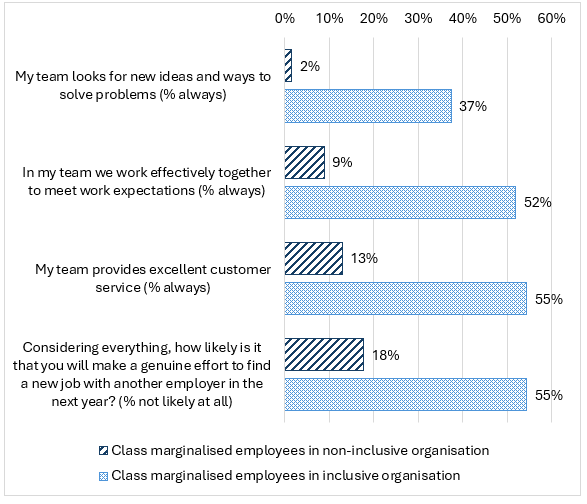 0% 10% 20% 30% 40% 50% 60%
My team looks for new ideas and ways to
solve problems (% always)
2%
37%
In my team we work effectively together
to meet work expectations (% always)
9%
52%
My team provides excellent customer
service (% always)
13%
55%
Considering everything, how likely is it
that you will make a genuine effort to find
a new job with another employer in the
next year? (% not likely at all)
18%
55%
Class marginalised employees in non-inclusive organisation
Class marginalised employees in inclusive organisation